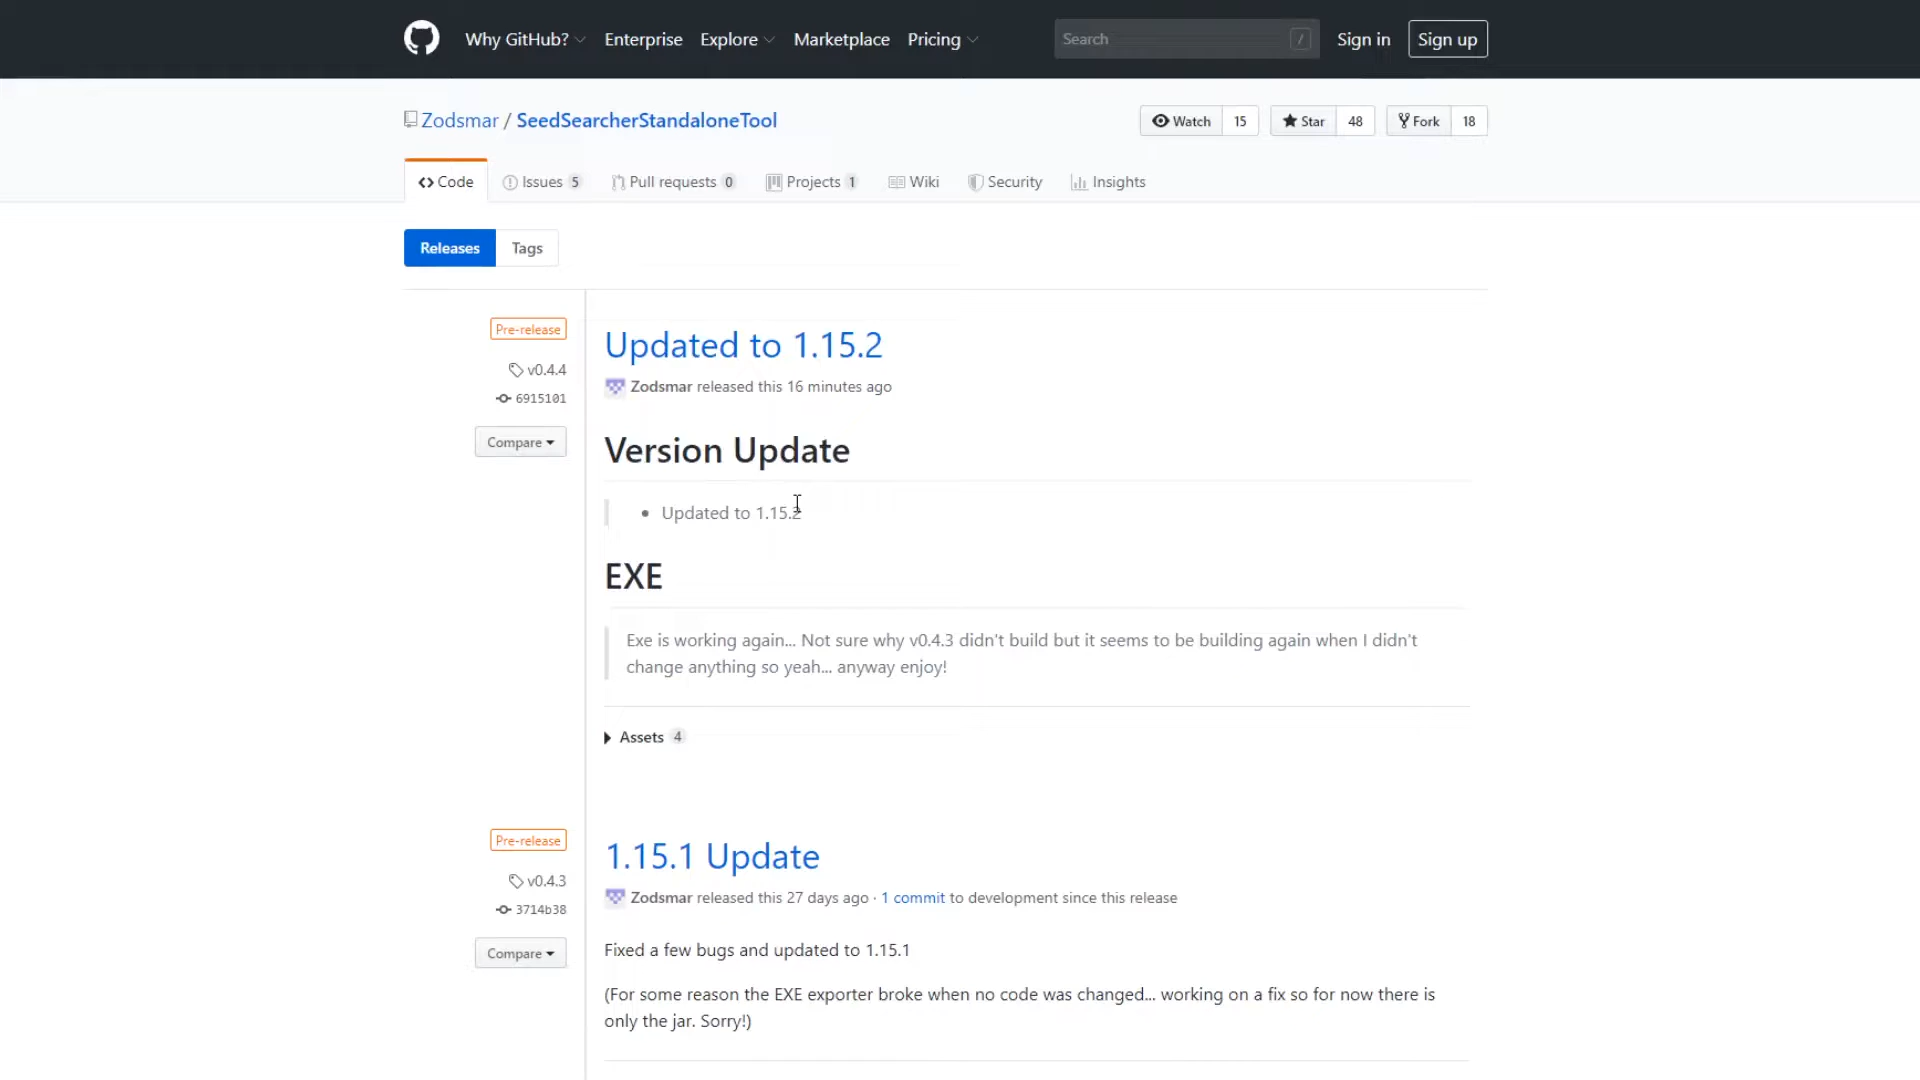 Why GitHub? Enterprise Explore Marketplace Pricing Search / Sign in Sign up
Zodsmar / SeedSearcherStandaloneTool Watch 15 Star 48 Fork 18
Code Issues 5 Pull requests 0 Projects 1 Wiki Security Insights
Releases Tags
Pre-release
v0.4.4
6915101
Compare
Updated to 1.15.2
Zodsmar released this 16 minutes ago
Version Update
Updated to 1.15.2
EXE
Exe is working again... Not sure why v0.4.3 didn't build but it seems to be building again when I didn't
change anything so yeah... anyway enjoy!
Assets 4
Pre-release
v0.4.3
3714b38
Compare
1.15.1 Update
Zodsmar released this 27 days ago · 1 commit to development since this release
Fixed a few bugs and updated to 1.15.1
(For some reason the EXE exporter broke when no code was changed... working on a fix so for now there is
only the jar. Sorry!)